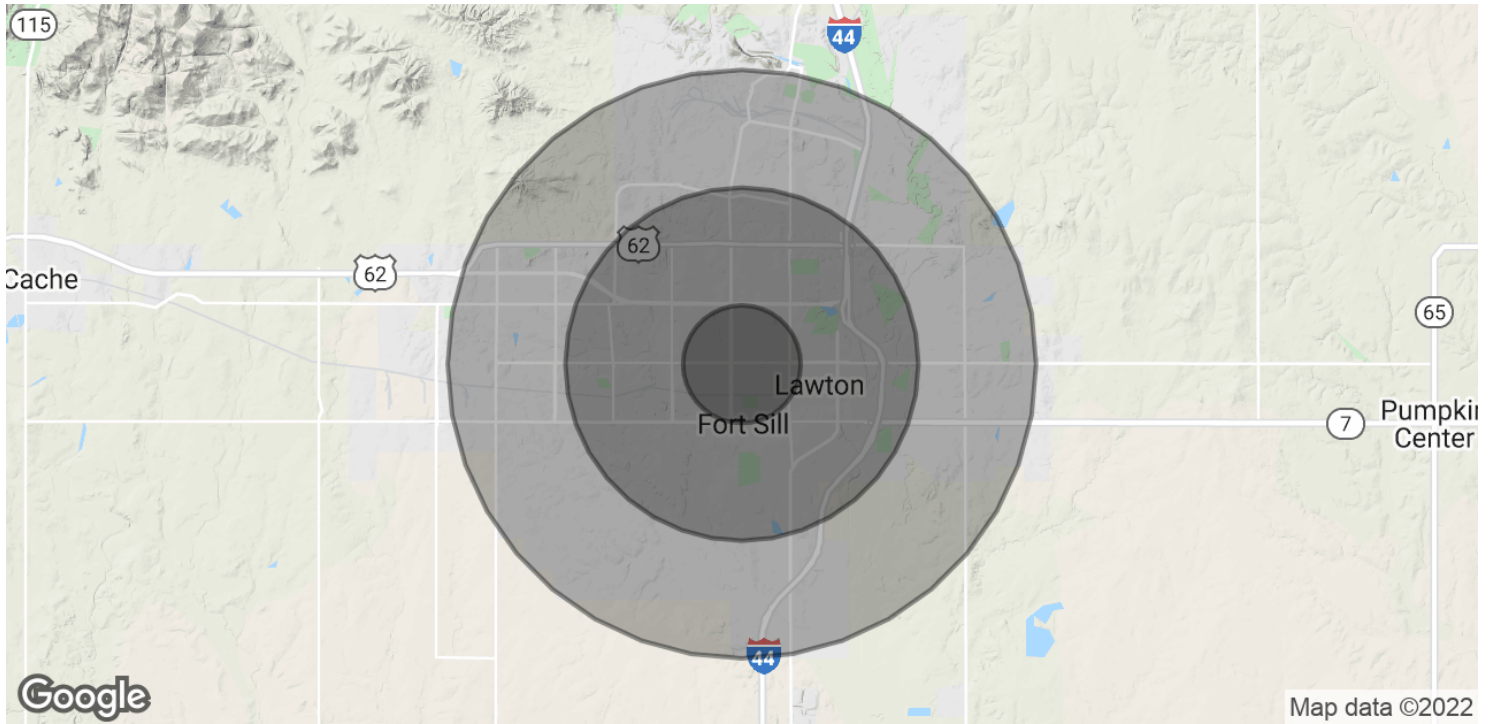 115
44
62
Cache
62
65
Lawton
Fort Sill
7
Pumpkin
Center
44
Google
Map data ©2022